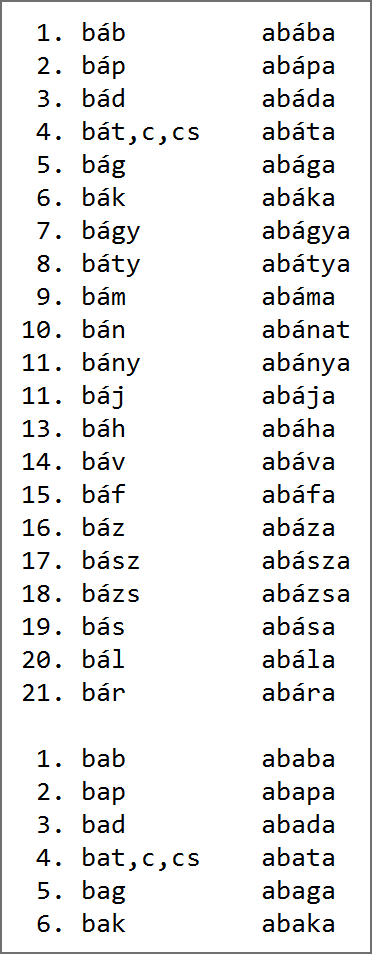 1. báb abába
2. báp abápa
3. bád abáda
4. bát,c,cs abáta
5. bág abága
6. bák abáka
7. bágy abágya
8. báty abátya
9. bám abáma
10. bán abánat
11. bány abánya
11. báj abája
13. báh abáha
14. báv abáva
15. báf abáfa
16. báz abáza
17. bász abásza
18. bázs abázsa
19. bás abása
20. bál abála
21. bár abára
1. bab ababa
2. bap abapa
3. bad abada
4. bat,c,cs abata
5. bag abaga
6. bak abaka